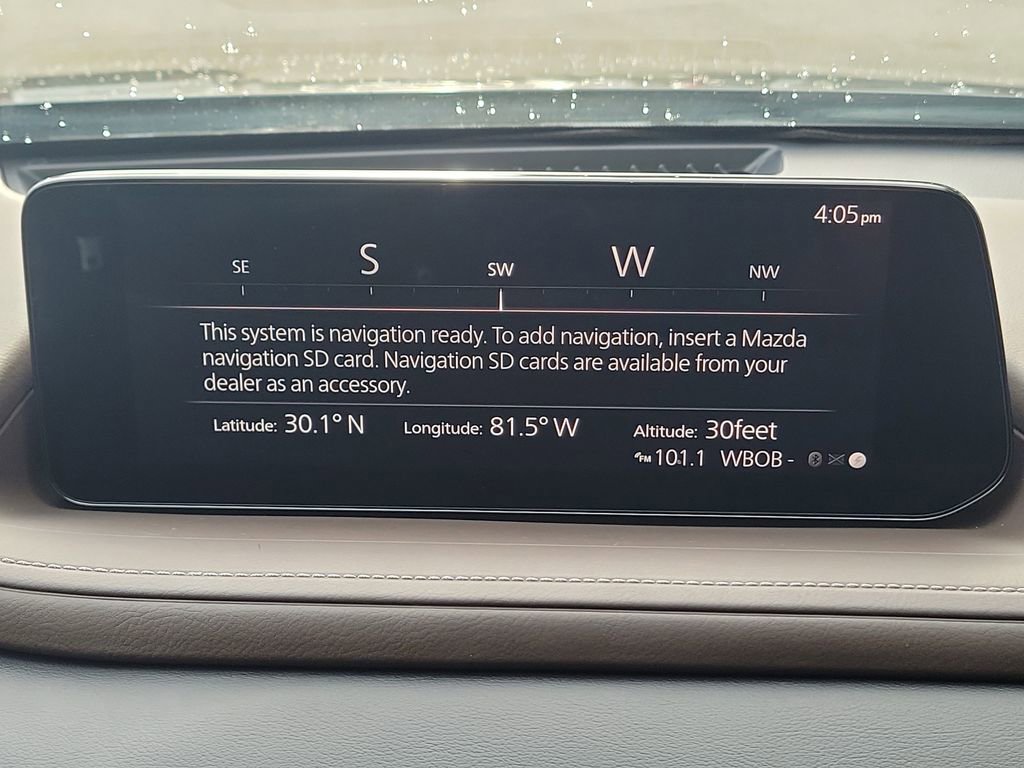 4:05pm
SE S SW W NW
This system is navigation ready. To add navigation, insert a Mazda
navigation SD card. Navigation SD cards are available from your
dealer as an accessory.
Latitude: 30.1° N Longitude: 81.5° W Altitude: 30feet
FM 101.1 WBOB -